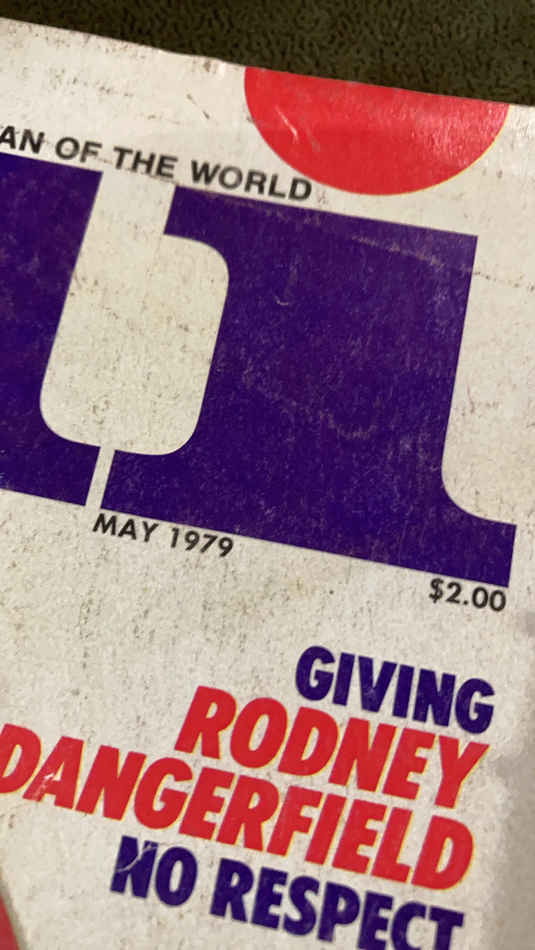 AN OF THE WORLD
MAY 1979
$2.00
GIVING
RODNEY
DANGERFIELD
NO RESPECT